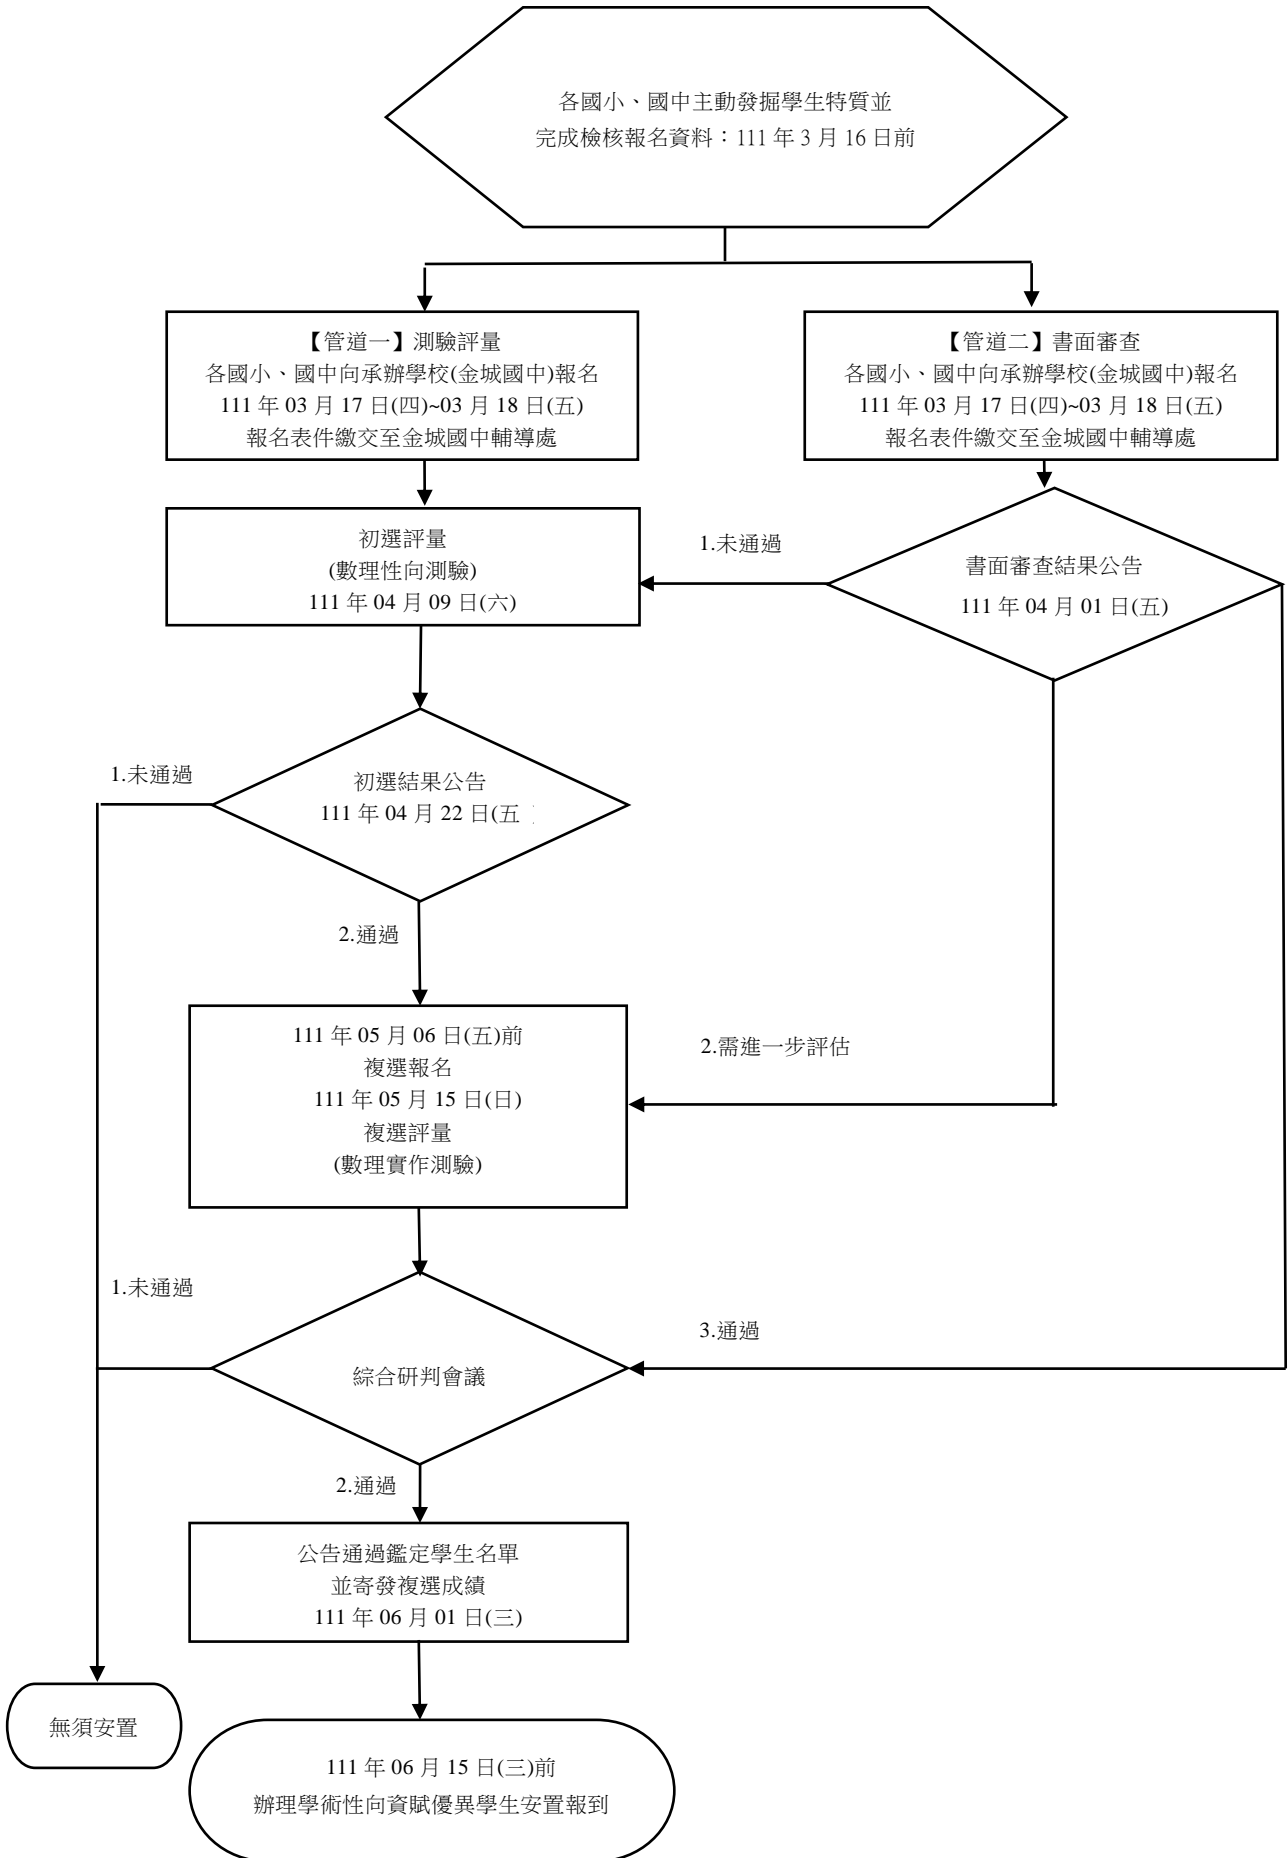 各國小、國中主動發掘學生特質並
完成檢核報名資料：111 年 3 月 16 日前
【管道一】測驗評量
各國小、國中向承辦學校(金城國中)報名
111 年 03 月 17 日(四)~03 月 18 日(五)
報名表件繳交至金城國中輔導處
【管道二】書面審查
各國小、國中向承辦學校(金城國中)報名
111 年 03 月 17 日(四)~03 月 18 日(五)
報名表件繳交至金城國中輔導處
初選評量
(數理性向測驗)
111 年 04 月 09 日(六)
1.未通過
書面審查結果公告
111 年 04 月 01 日(五)
1.未通過
初選結果公告
111 年 04 月 22 日(五
2.通過
111 年 05 月 06 日(五)前
複選報名
111 年 05 月 15 日(日)
複選評量
(數理實作測驗)
2.需進一步評估
1.未通過
3.通過
綜合研判會議
2.通過
公告通過鑑定學生名單
並寄發複選成績
111 年 06 月 01 日(三)
無須安置
111 年 06 月 15 日(三)前
辦理學術性向資賦優異學生安置報到